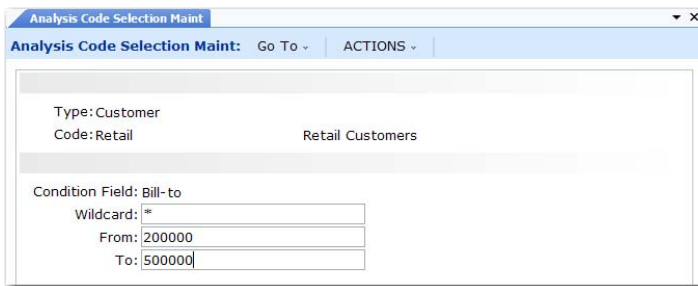 Analysis Code Selection Maint
Analysis Code Selection Maint: Go To ACTIONS
Type: Customer
Code: Retail Retail Customers
Condition Field: Bill-to
Wildcard: *
From: 200000
To: 500000